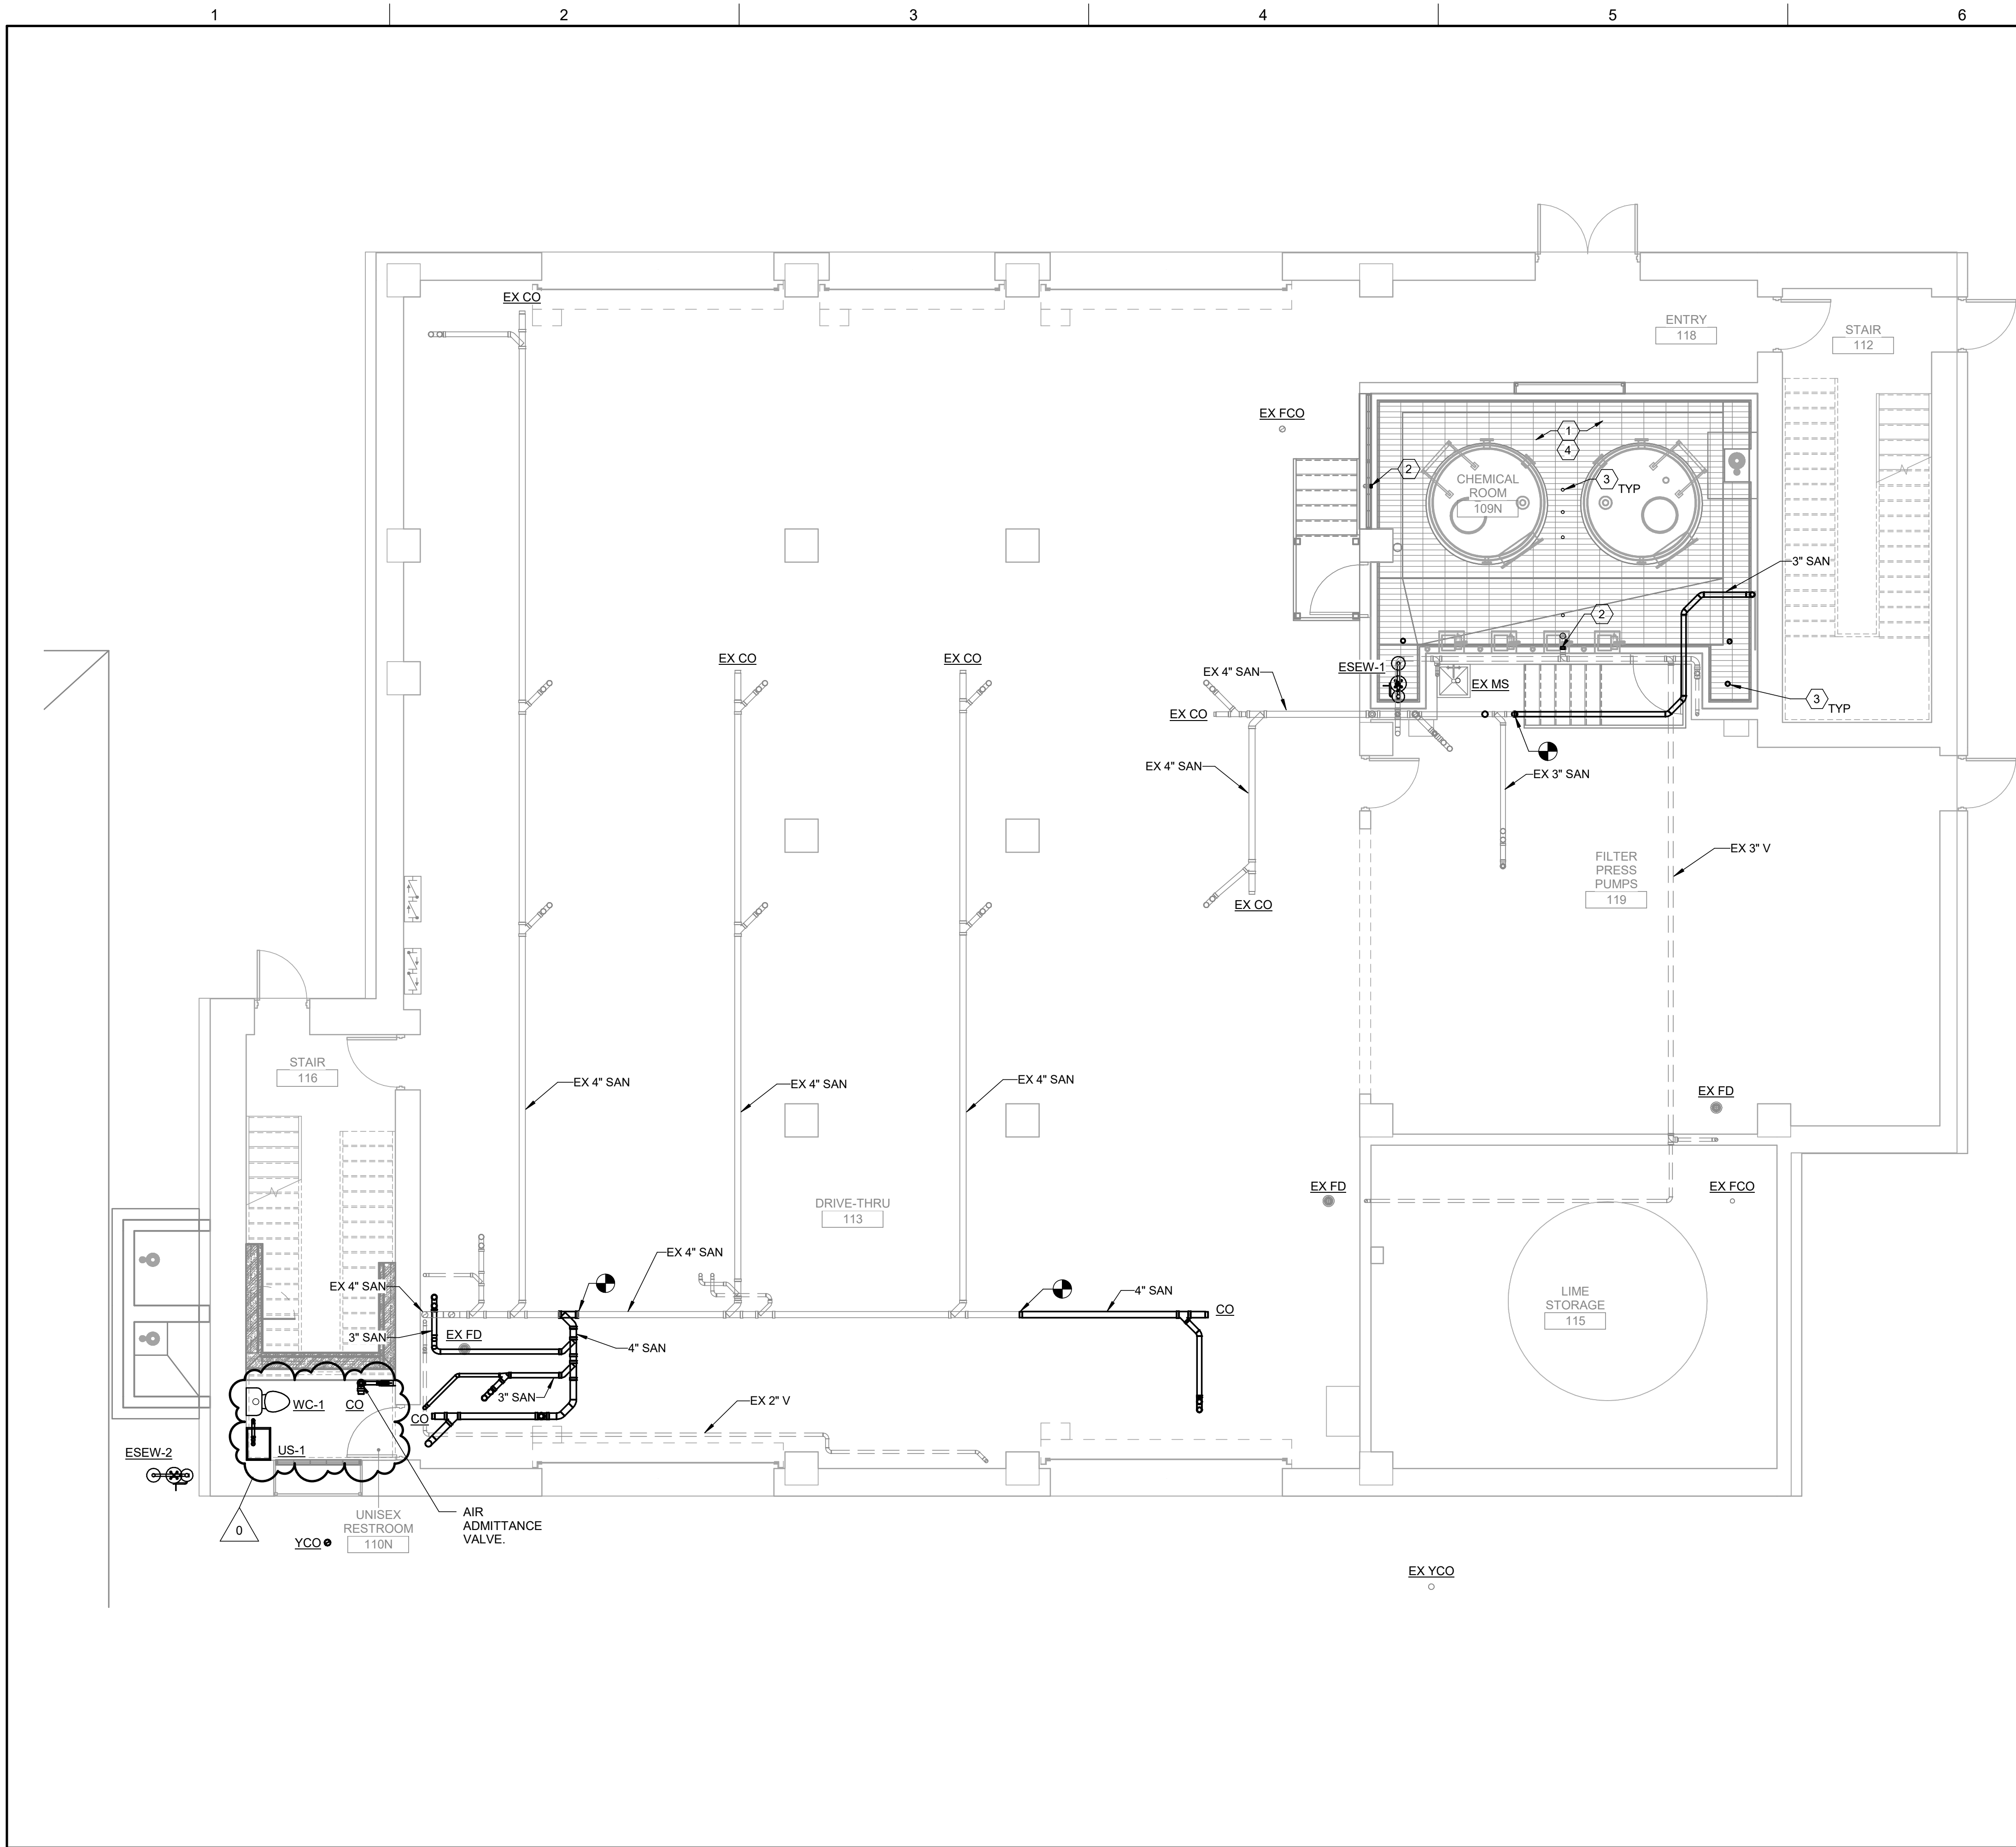 1
2
3
4
5
6
EX CO
ENTRY
118
STAIR
112
EX FCO
1
4
2
CHEMICAL
ROOM
109N
3
TYP
3" SAN
2
EX CO
EX CO
ESEW-1
EX 4" SAN
EX MS
3
TYP
EX CO
EX 4" SAN
EX 3" SAN
EX 3" V
FILTER
PRESS
PUMPS
119
EX CO
STAIR
116
EX 4" SAN
EX 4" SAN
EX 4" SAN
EX FD
EX FD
EX FCO
DRIVE-THRU
113
EX 4" SAN
EX 4" SAN
4" SAN
CO
LIME
STORAGE
115
3" SAN
EX FD
4" SAN
3" SAN
EX 2" V
WC-1
CO
CO
US-1
ESEW-2
AIR
ADMITTANCE
VALVE.
0
UNISEX
RESTROOM
110N
YCO
EX YCO